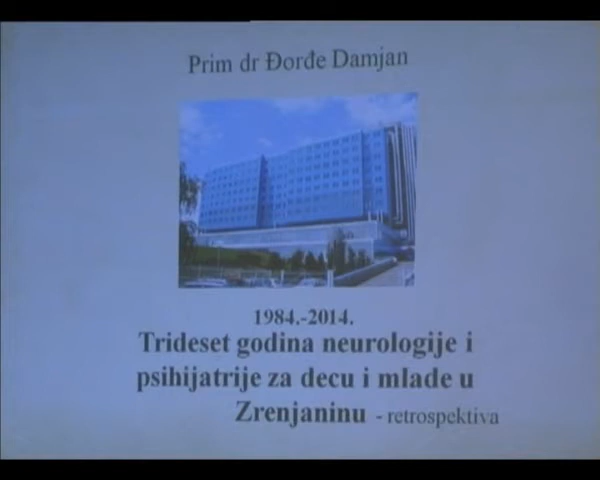 Prim dr Đorđe Damjan
1984.-2014.
Trideset godina neurologije i
psihijatrije za decu i mlade u
Zrenjaninu - retrospektiva